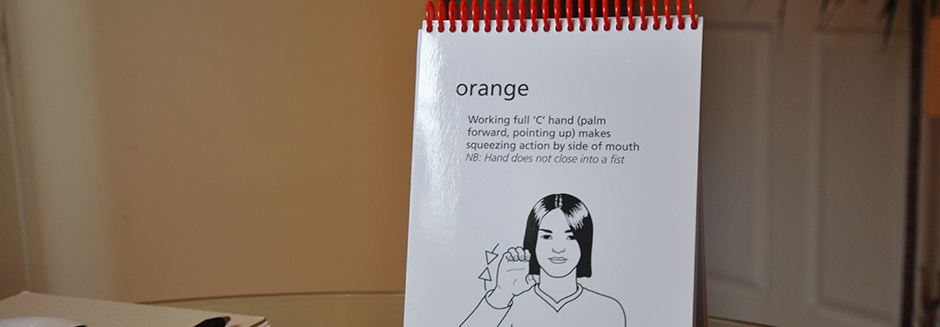 orange
Working full ‘C’ hand (palm
forward, pointing up) makes
squeezing action by side of mouth
NB: Hand does not close into a fist